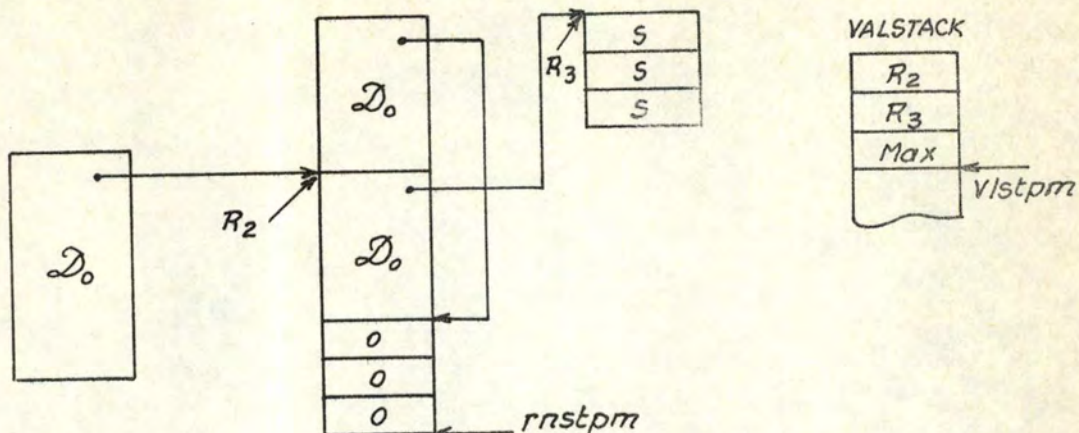 𝒟₀
R₂
𝒟₀
𝒟₀
0
0
0
rnstpm
R₃
S
S
S
VALSTACK
R₂
R₃
Max
vlstpm